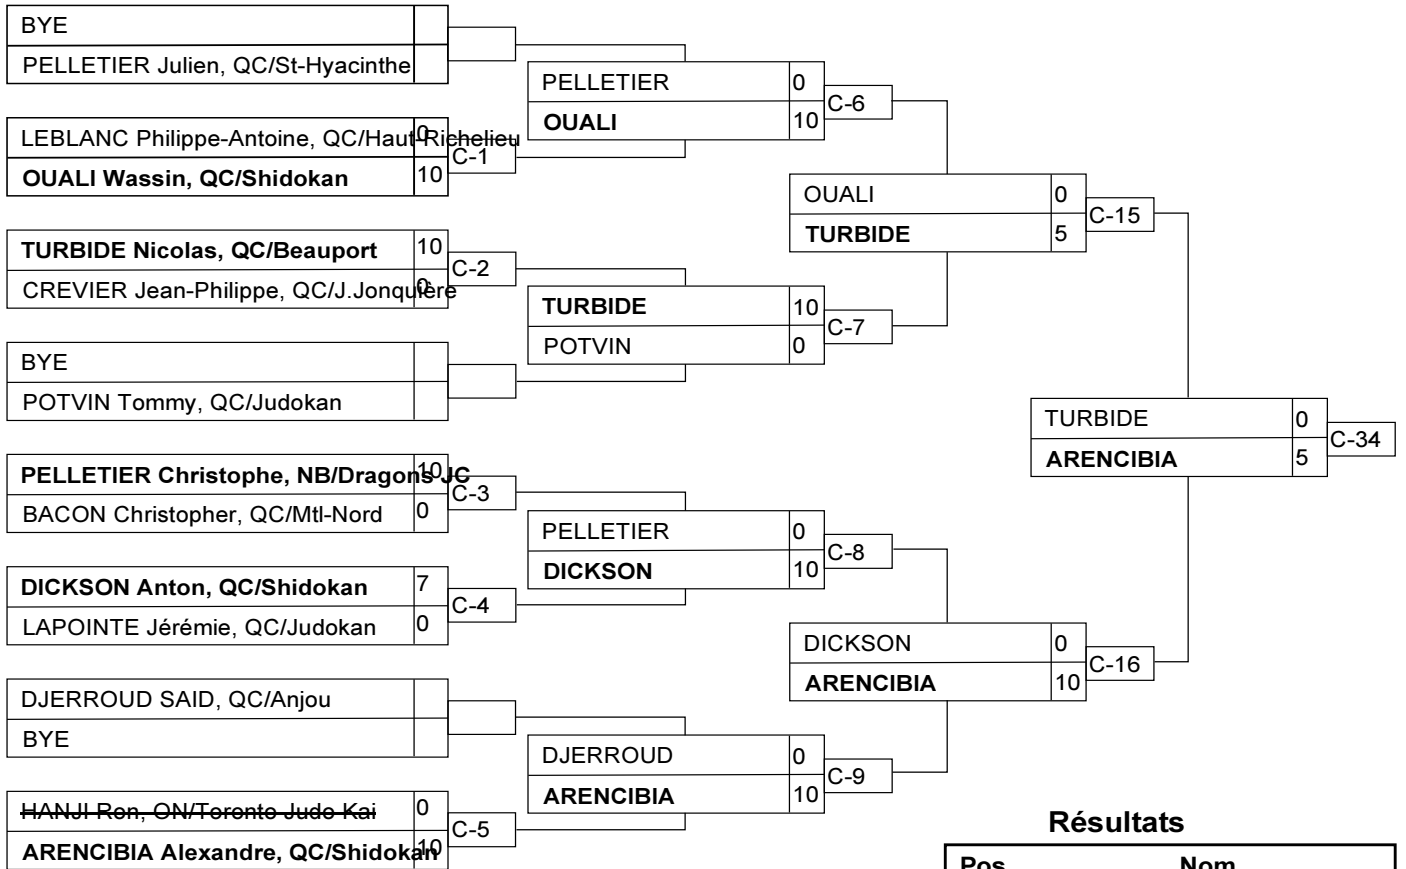 BYE
PELLETIER Julien, QC/St-Hyacinthe
LEBLANC Philippe-Antoine, QC/Haut-Richelieu 0
OUALI Wassin, QC/Shidokan 10
C-1
TURBIDE Nicolas, QC/Beauport 10
CREVIER Jean-Philippe, QC/J.Jonquière 0
C-2
BYE
POTVIN Tommy, QC/Judokan
PELLETIER Christophe, NB/Dragons JC 10
BACON Christopher, QC/Mtl-Nord 0
C-3
DICKSON Anton, QC/Shidokan 7
LAPOINTE Jérémie, QC/Judokan 0
C-4
DJERROUD SAID, QC/Anjou
BYE
HANJI Ron, ON/Toronto Judo Kai 0
ARENCIBIA Alexandre, QC/Shidokan 10
C-5
PELLETIER 0
OUALI 10
C-6
TURBIDE 10
POTVIN 0
C-7
PELLETIER 0
DICKSON 10
C-8
DJERROUD 0
ARENCIBIA 10
C-9
OUALI 0
TURBIDE 5
C-15
DICKSON 0
ARENCIBIA 10
C-16
TURBIDE 0
ARENCIBIA 5
C-34
Résultats
Pos Nom